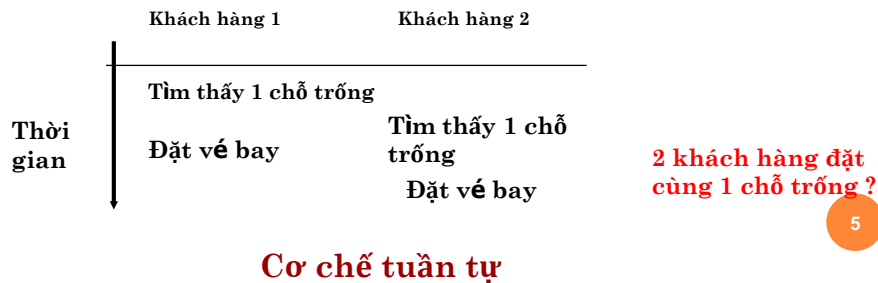 Khách hàng 1 Khách hàng 2
Tìm thấy 1 chỗ trống
Thời
gian
Đặt vé bay
Tìm thấy 1 chỗ
trống
Đặt vé bay
2 khách hàng đặt
cùng 1 chỗ trống ?
5
Cơ chế tuần tự